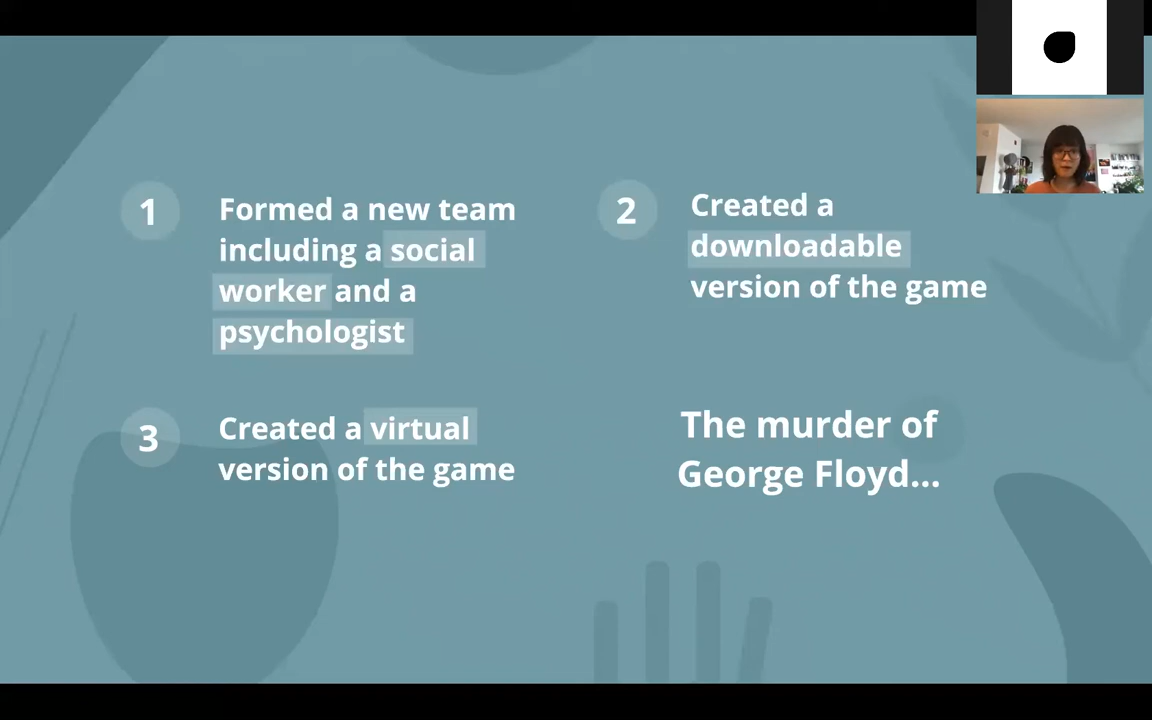 1
Formed a new team
including a social
worker and a
psychologist
2
Created a
downloadable
version of the game
3
Created a virtual
version of the game
The murder of
George Floyd...